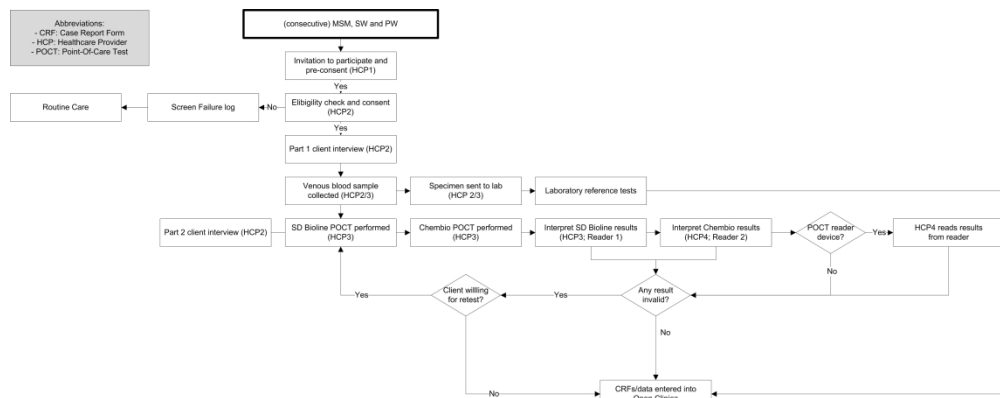 Abbreviations:
- CRF: Case Report Form
- HCP: Healthcare Provider
- POCT: Point-Of-Care Test
(consecutive) MSM, SW and PW
Invitation to participate and
pre-consent (HCP1)
Yes
Routine Care
Screen Failure log
No
Elibigility check and consent
(HCP2)
Yes
Part 1 client interview (HCP2)
Venous blood sample
collected (HCP2/3)
Specimen sent to lab
(HCP 2/3)
Laboratory reference tests
Part 2 client interview (HCP2)
SD Bioline POCT performed
(HCP3)
Chembio POCT performed
(HCP3)
Interpret SD Bioline results
(HCP3; Reader 1)
Interpret Chembio results
(HCP4; Reader 2)
POCT reader
device?
Yes
HCP4 reads results
from reader
No
Yes
Client willling
for retest?
Yes
Any result
invalid?
No
No
CRFs/data entered into
Open Clinica